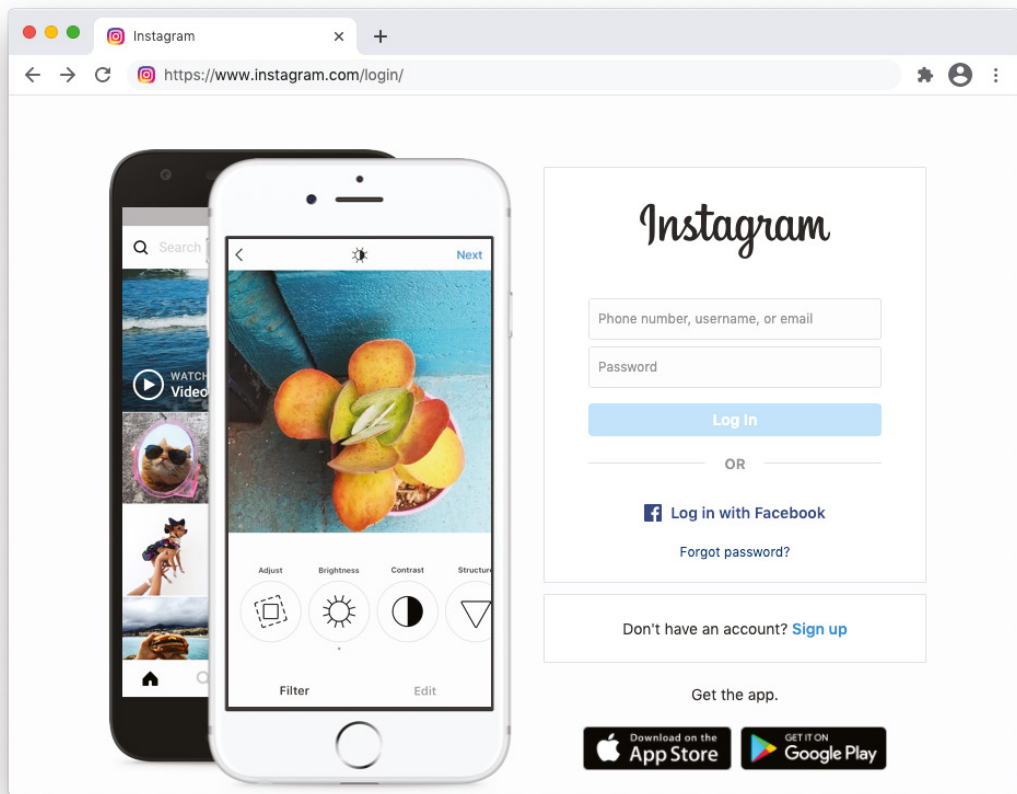 Instagram
https://www.instagram.com/login/
Search
WATCH
Video
Next
Adjust Brightness Contrast Structure
Filter Edit
Instagram
Phone number, username, or email
Password
Log In
OR
Log in with Facebook
Forgot password?
Don't have an account? Sign up
Get the app.
Download on the
App Store
GET IT ON
Google Play